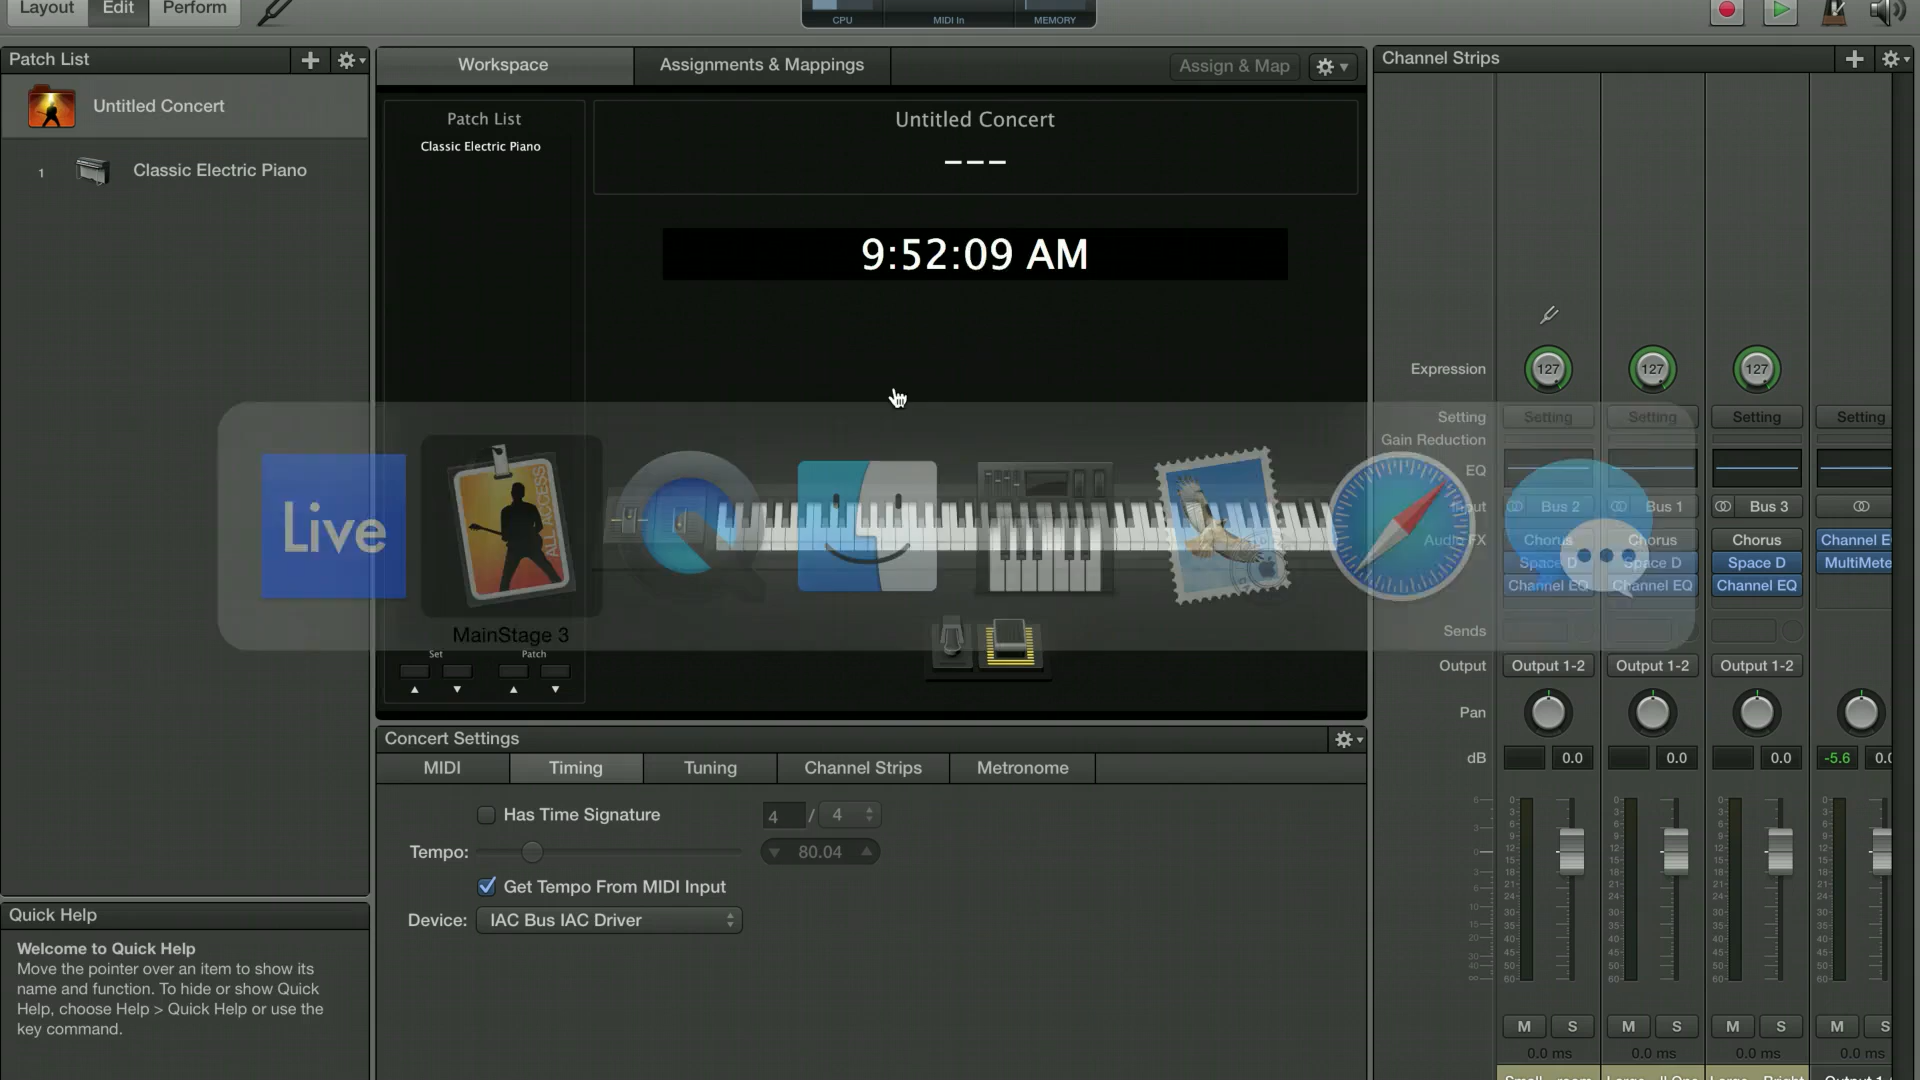 Layout
Edit
Perform
CPU
MIDI In
MEMORY
Patch List
Untitled Concert
1
Classic Electric Piano
Workspace
Assignments & Mappings
Assign & Map
Patch List
Classic Electric Piano
Untitled Concert
---
9:52:09 AM
Live
ALL ACCESS
MainStage 3
Set
Patch
Channel Strips
Expression
127
127
127
Setting
Setting
Setting
Setting
Setting
Gain Reduction
EQ
Input
Bus 2
Bus 1
Bus 3
Audio FX
Chorus
Chorus
Chorus
Channel E
Space D
Space D
Space D
MultiMete
Channel EQ
Channel EQ
Channel EQ
Sends
Output
Output 1-2
Output 1-2
Output 1-2
Pan
dB
0.0
0.0
0.0
-5.6
0.0
M
S
M
S
M
S
M
S
0.0 ms
0.0 ms
0.0 ms
0.0 ms
Concert Settings
MIDI
Timing
Tuning
Channel Strips
Metronome
Has Time Signature
4 / 4
Tempo:
80.04
Get Tempo From MIDI Input
Device:
IAC Bus IAC Driver
Quick Help
Welcome to Quick Help
Move the pointer over an item to show its
name and function. To hide or show Quick
Help, choose Help > Quick Help or use the
key command.